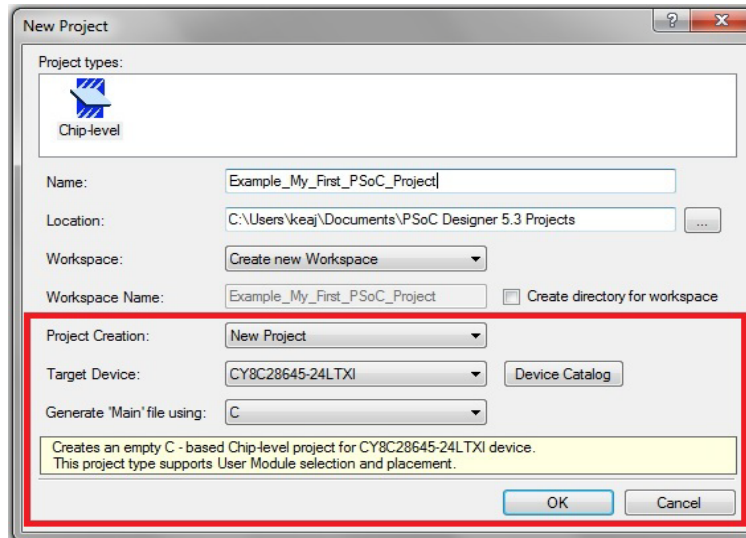 New Project
Project types:
Chip-level
Name: Example_My_First_PSoC_Project
Location: C:\Users\keaj\Documents\PSoC Designer 5.3 Projects ...
Workspace: Create new Workspace
Workspace Name: Example_My_First_PSoC_Project Create directory for workspace
Project Creation: New Project
Target Device: CY8C28645-24LTXI Device Catalog
Generate 'Main' file using: C
Creates an empty C - based Chip-level project for CY8C28645-24LTXI device.
This project type supports User Module selection and placement.
OK Cancel